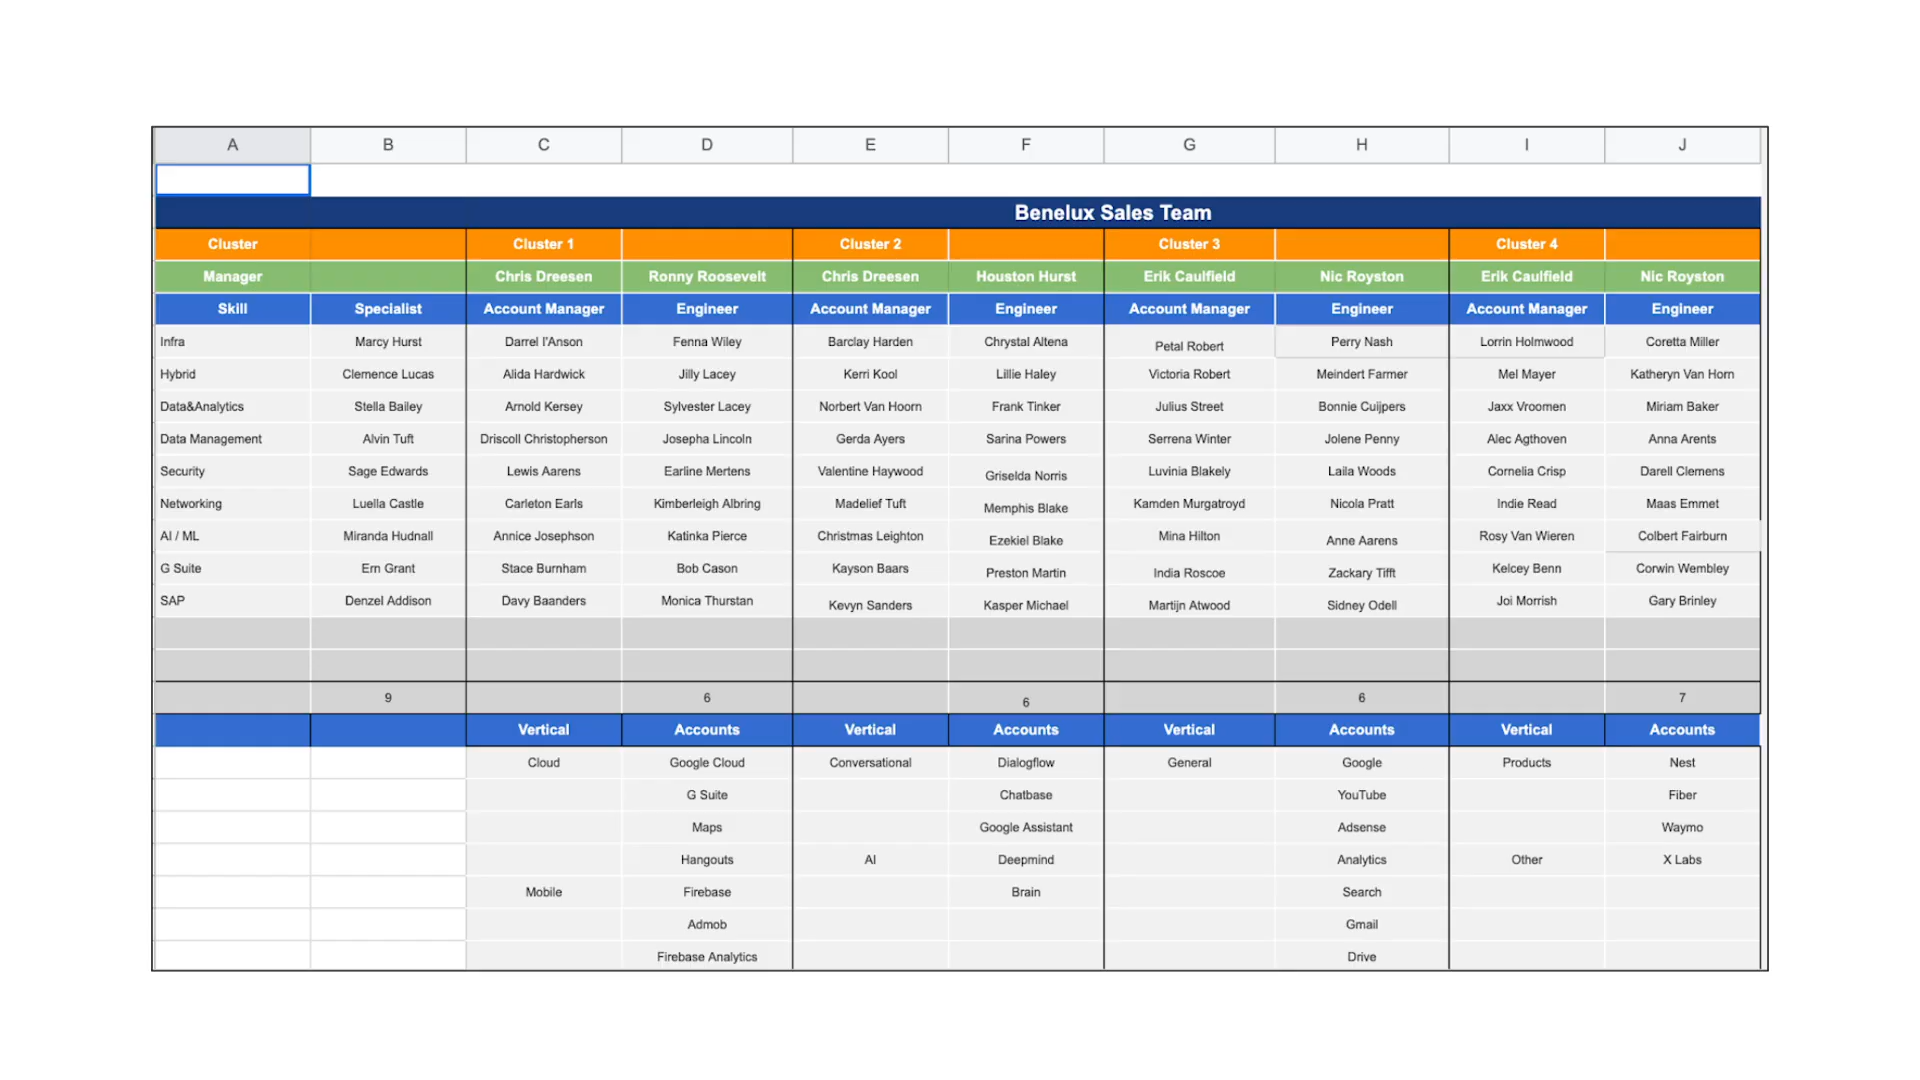 A B C D E F G H I J
Benelux Sales Team
Cluster Cluster 1 Cluster 2 Cluster 3 Cluster 4
Manager Chris Dreesen Ronny Roosevelt Chris Dreesen Houston Hurst Erik Caulfield Nic Royston Erik Caulfield Nic Royston
Skill Specialist Account Manager Engineer Account Manager Engineer Account Manager Engineer Account Manager Engineer
Infra Marcy Hurst Darrel I'Anson Fenna Wiley Barclay Harden Chrystal Altena Petal Robert Perry Nash Lorrin Holmwood Coretta Miller
Hybrid Clemence Lucas Alida Hardwick Jilly Lacey Kerri Kool Lillie Haley Victoria Robert Meindert Farmer Mel Mayer Katheryn Van Horn
Data&Analytics Stella Bailey Arnold Kersey Sylvester Lacey Norbert Van Hoorn Frank Tinker Julius Street Bonnie Cuijpers Jaxx Vroomen Miriam Baker
Data Management Alvin Tuft Driscoll Christopherson Josepha Lincoln Gerda Ayers Sarina Powers Serrena Winter Jolene Penny Alec Agthoven Anna Arents
Security Sage Edwards Lewis Aarens Earline Mertens Valentine Haywood Griselda Norris Luvinia Blakely Laila Woods Cornelia Crisp Darell Clemens
Networking Luella Castle Carleton Earls Kimberleigh Albring Madelief Tuft Memphis Blake Kamden Murgatroyd Nicola Pratt Indie Read Maas Emmet
AI / ML Miranda Hudnall Annice Josephson Katinka Pierce Christmas Leighton Ezekiel Blake Mina Hilton Anne Aarens Rosy Van Wieren Colbert Fairburn
G Suite Ern Grant Stace Burnham Bob Cason Kayson Baars Preston Martin India Roscoe Zackary Tifft Kelcey Benn Corwin Wembley
SAP Denzel Addison Davy Baanders Monica Thurstan Kevyn Sanders Kasper Michael Martijn Atwood Sidney Odell Joi Morrish Gary Brinley
9 6 6 6 7
Vertical Accounts Vertical Accounts Vertical Accounts Vertical Accounts
Cloud Google Cloud Conversational Dialogflow General Google Products Nest
G Suite Chatbase YouTube Fiber
Maps Google Assistant Adsense Waymo
Hangouts AI Deepmind Analytics Other X Labs
Mobile Firebase Brain Search
Admob Gmail
Firebase Analytics Drive